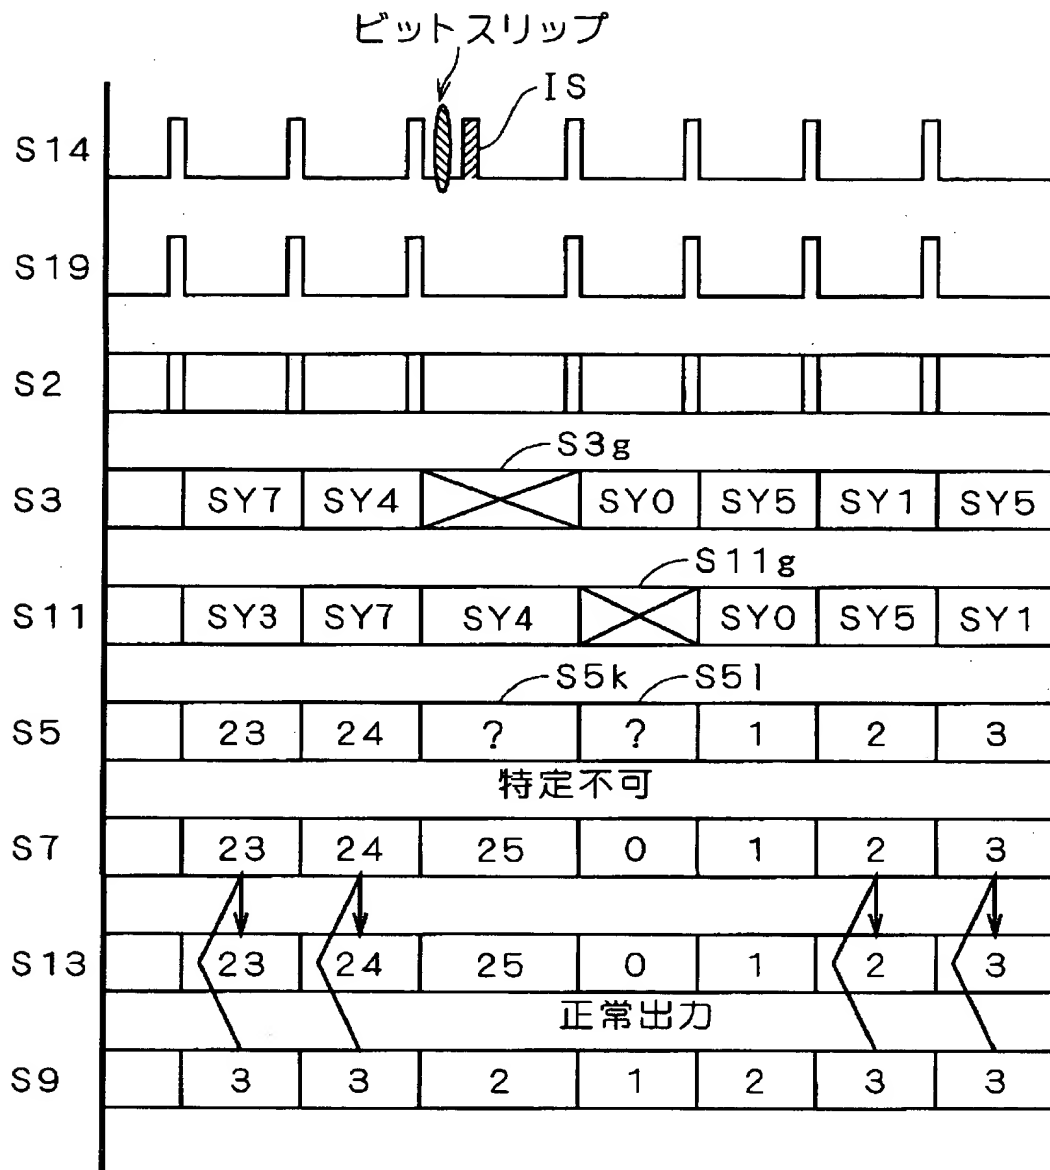 ビットスリップ
IS
S14
S19
S2
S3g
S3 SY7 SY4 SY0 SY5 SY1 SY5
S11g
S11 SY3 SY7 SY4 SY0 SY5 SY1
S5k S5l
S5 23 24 ? ? 1 2 3
特定不可
S7 23 24 25 0 1 2 3
S13 23 24 25 0 1 2 3
正常出力
S9 3 3 2 1 2 3 3